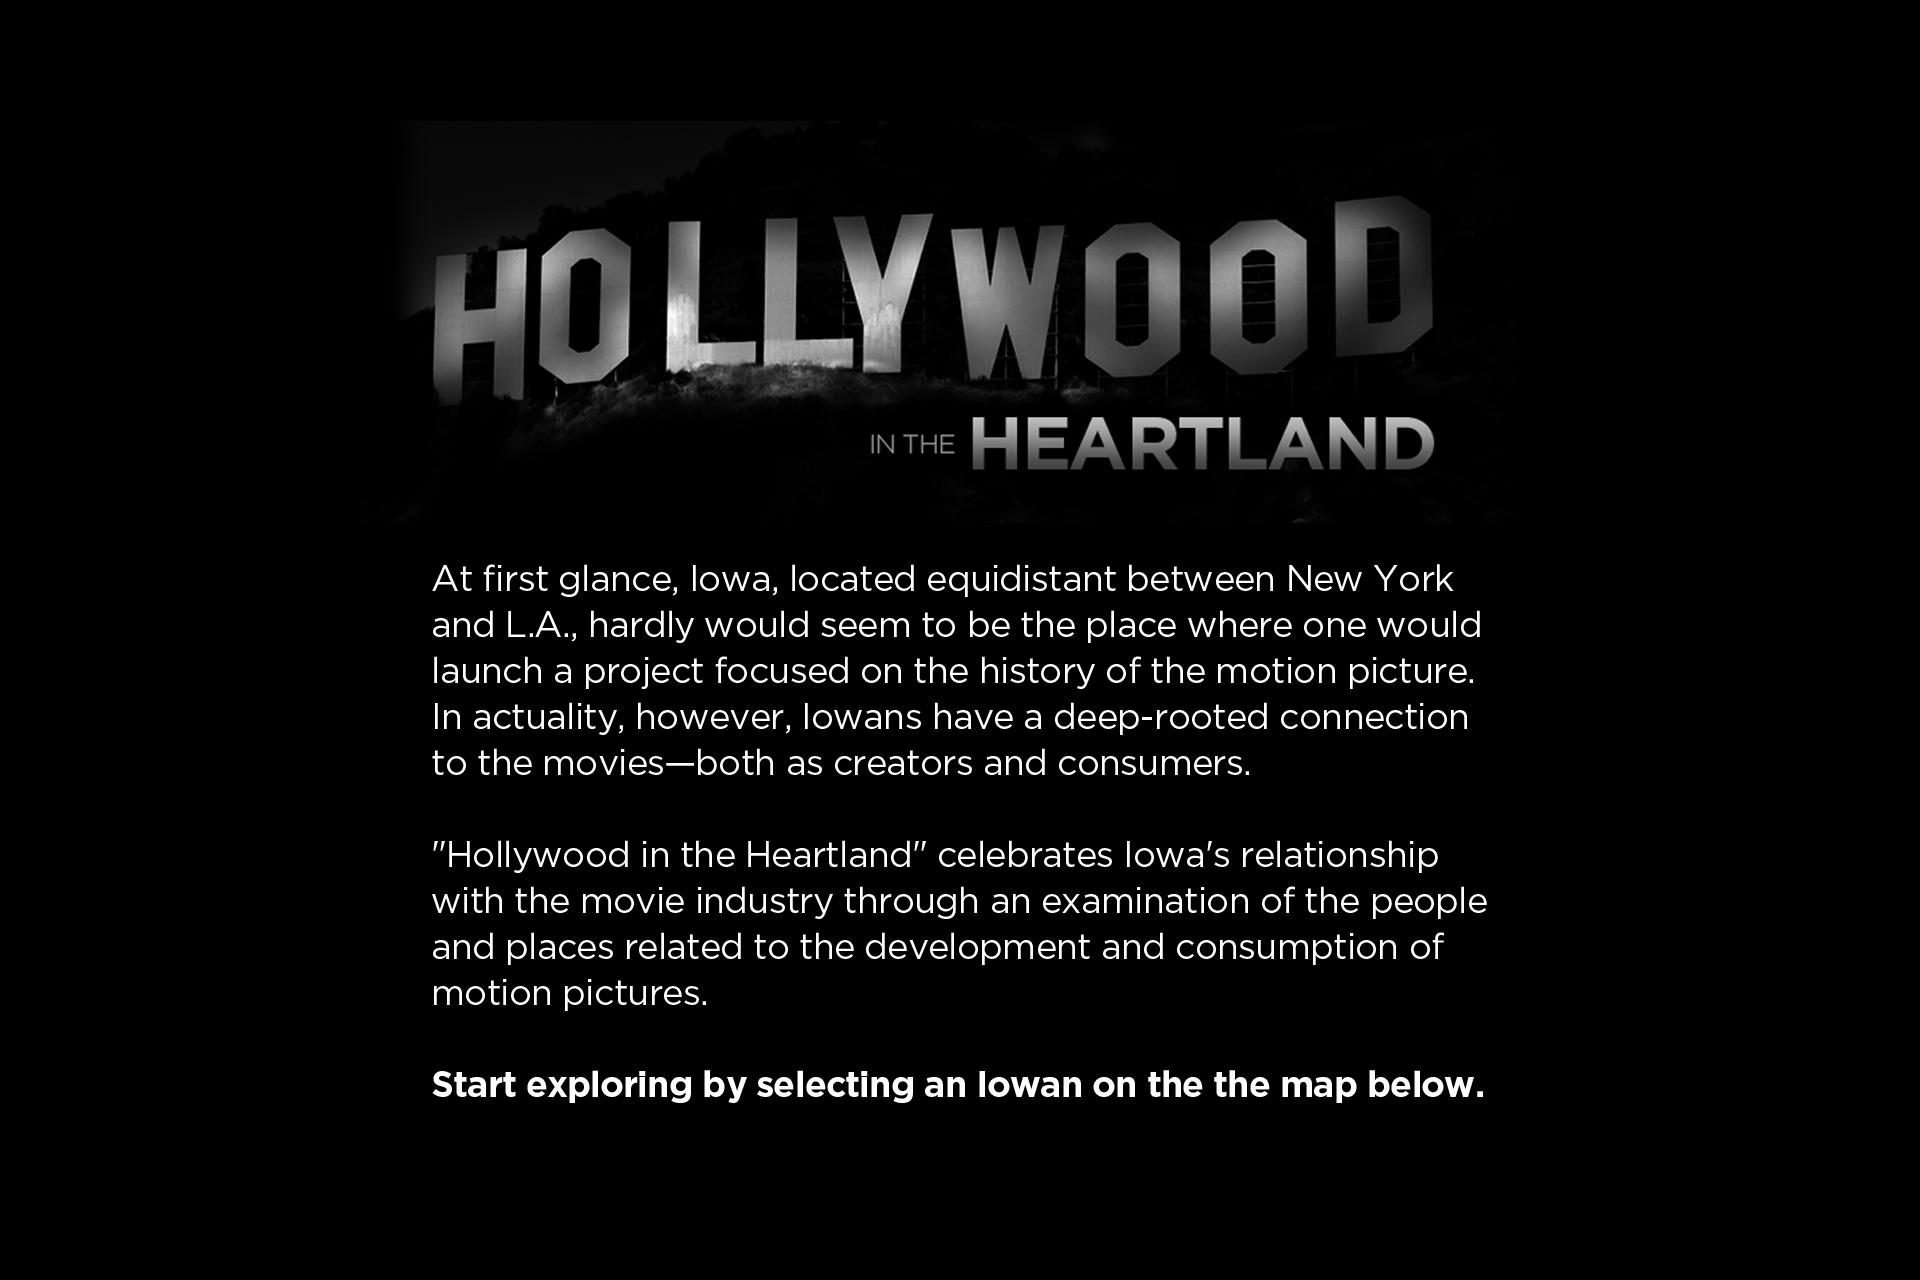 HOLLYWOOD
IN THE HEARTLAND
At first glance, Iowa, located equidistant between New York
and L.A., hardly would seem to be the place where one would
launch a project focused on the history of the motion picture.
In actuality, however, Iowans have a deep-rooted connection
to the movies—both as creators and consumers.
"Hollywood in the Heartland" celebrates Iowa's relationship
with the movie industry through an examination of the people
and places related to the development and consumption of
motion pictures.
Start exploring by selecting an Iowan on the the map below.